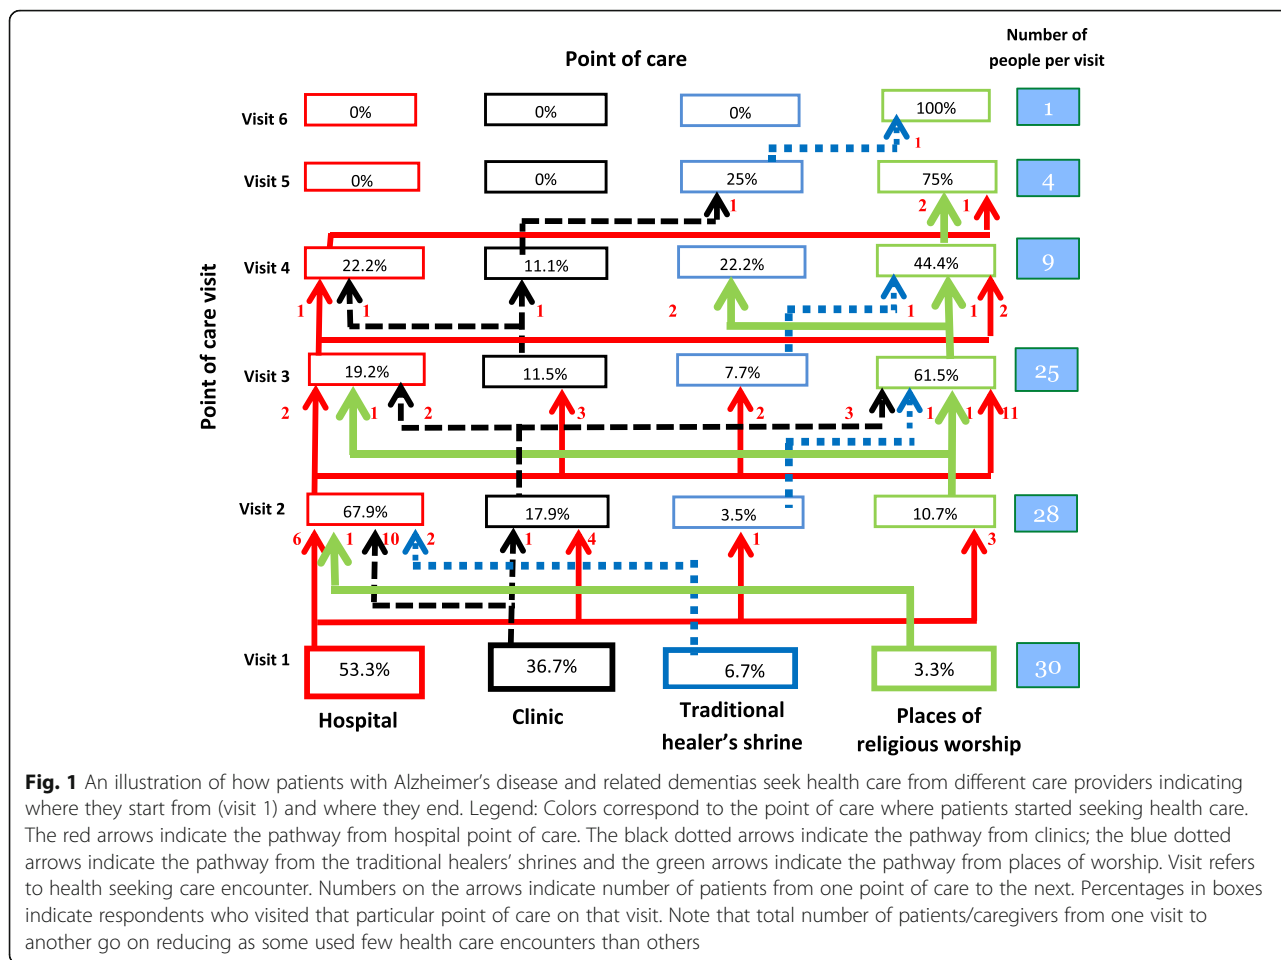 Point of care
Number of
people per visit
Visit 6
0%
0%
0%
100%
1
1
Visit 5
0%
0%
25%
75%
4
1
2
1
Visit 4
22.2%
11.1%
22.2%
44.4%
9
1
1
1
2
1
1
2
Point of care visit
Visit 3
19.2%
11.5%
7.7%
61.5%
25
2
1
2
3
2
3
1
1
11
Visit 2
67.9%
17.9%
3.5%
10.7%
28
6
1
10
2
1
4
1
3
Visit 1
53.3%
36.7%
6.7%
3.3%
30
Hospital
Clinic
Traditional
healer's shrine
Places of
religious worship
Fig. 1 An illustration of how patients with Alzheimer's disease and related dementias seek health care from different care providers indicating
where they start from (visit 1) and where they end. Legend: Colors correspond to the point of care where patients started seeking health care.
The red arrows indicate the pathway from hospital point of care. The black dotted arrows indicate the pathway from clinics; the blue dotted
arrows indicate the pathway from the traditional healers' shrines and the green arrows indicate the pathway from places of worship. Visit refers
to health seeking care encounter. Numbers on the arrows indicate number of patients from one point of care to the next. Percentages in boxes
indicate respondents who visited that particular point of care on that visit. Note that total number of patients/caregivers from one visit to
another go on reducing as some used few health care encounters than others